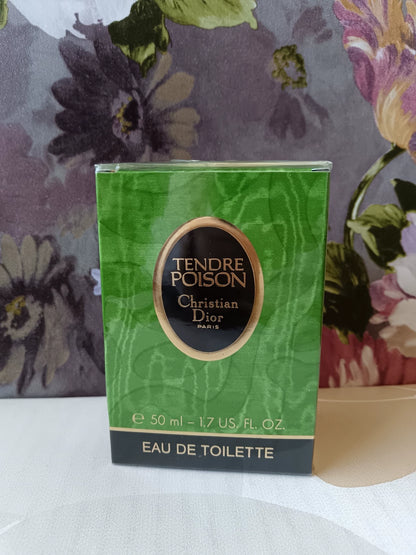 TENDRE
POISON
Christian
Dior
PARIS
℮ 50 ml – 1.7 US. FL. OZ.
EAU DE TOILETTE